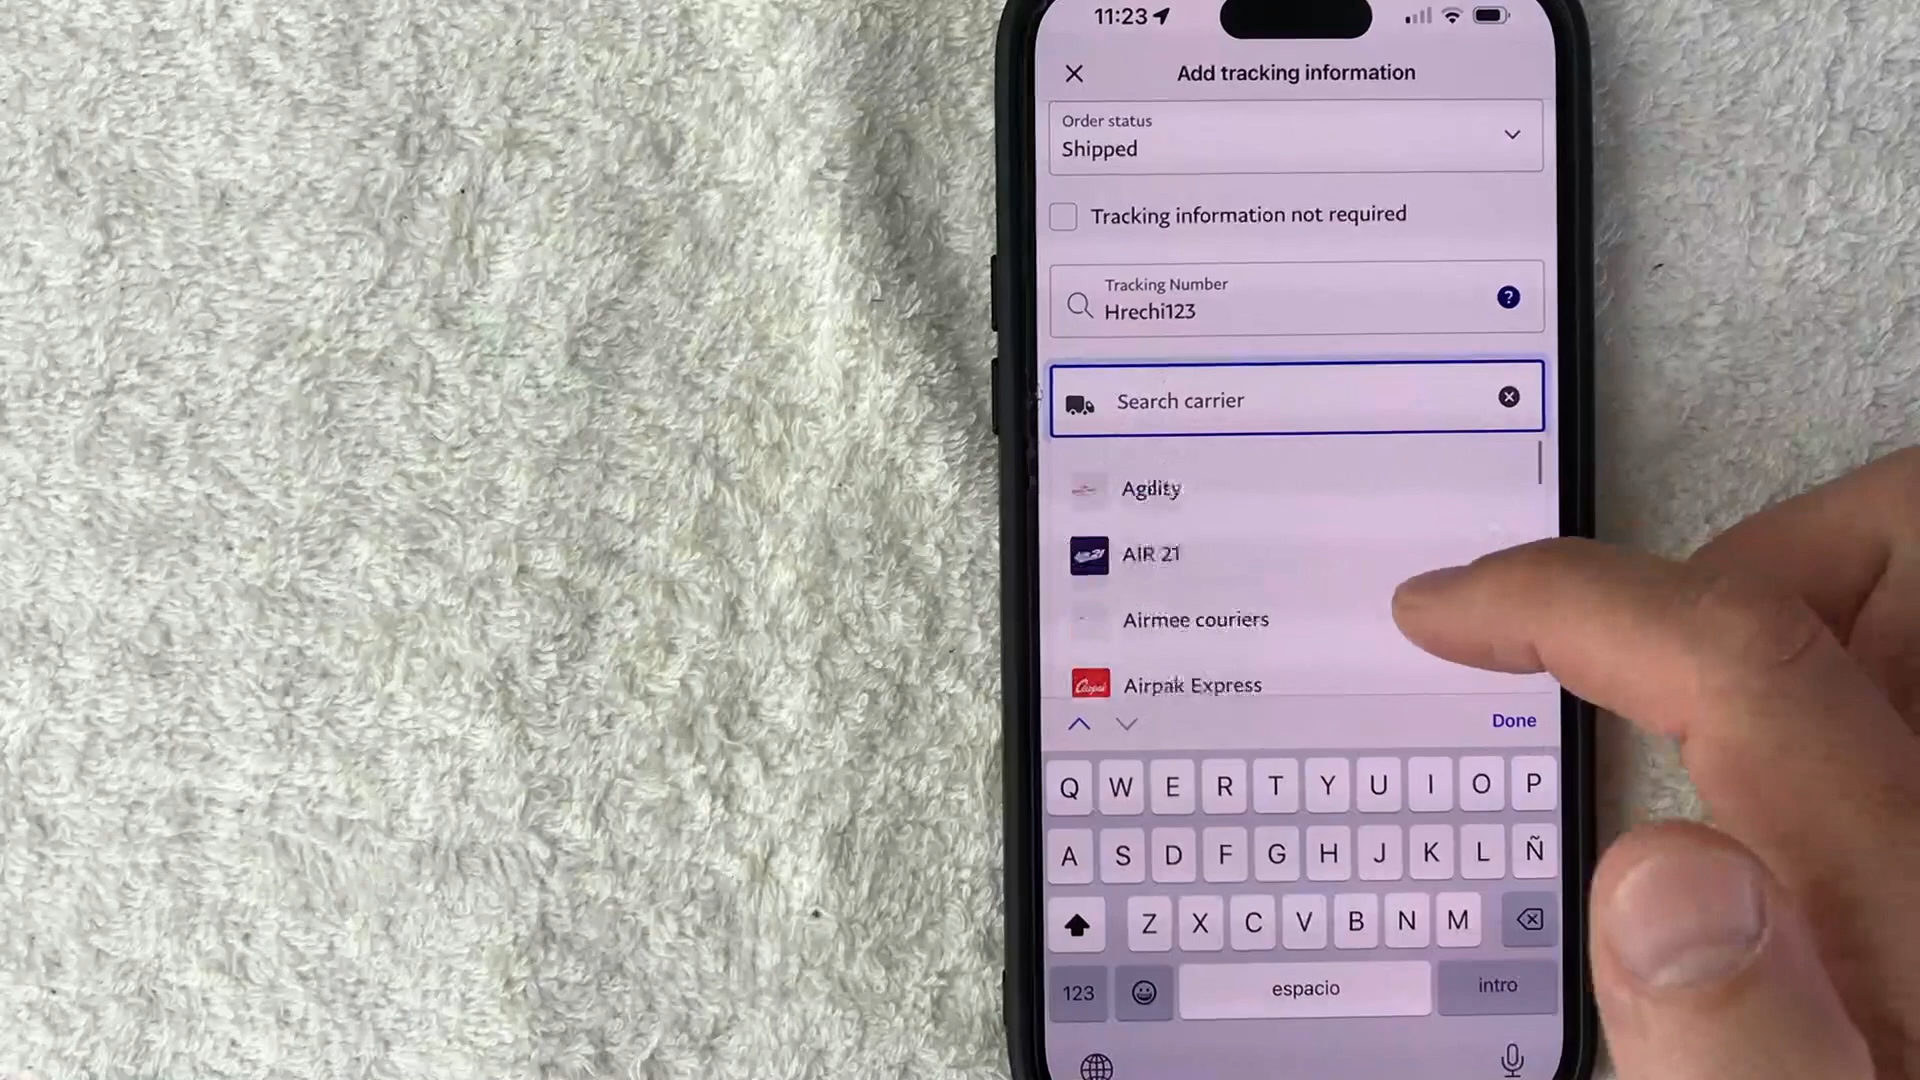 11:23
Add tracking information
Order status
Shipped
Tracking information not required
Tracking Number
Hrechi123
?
Search carrier
Agility
AIR 21
Airmee couriers
Airpak Express
Done
Q W E R T Y U I O P
A S D F G H J K L Ñ
Z X C V B N M
123 espacio intro